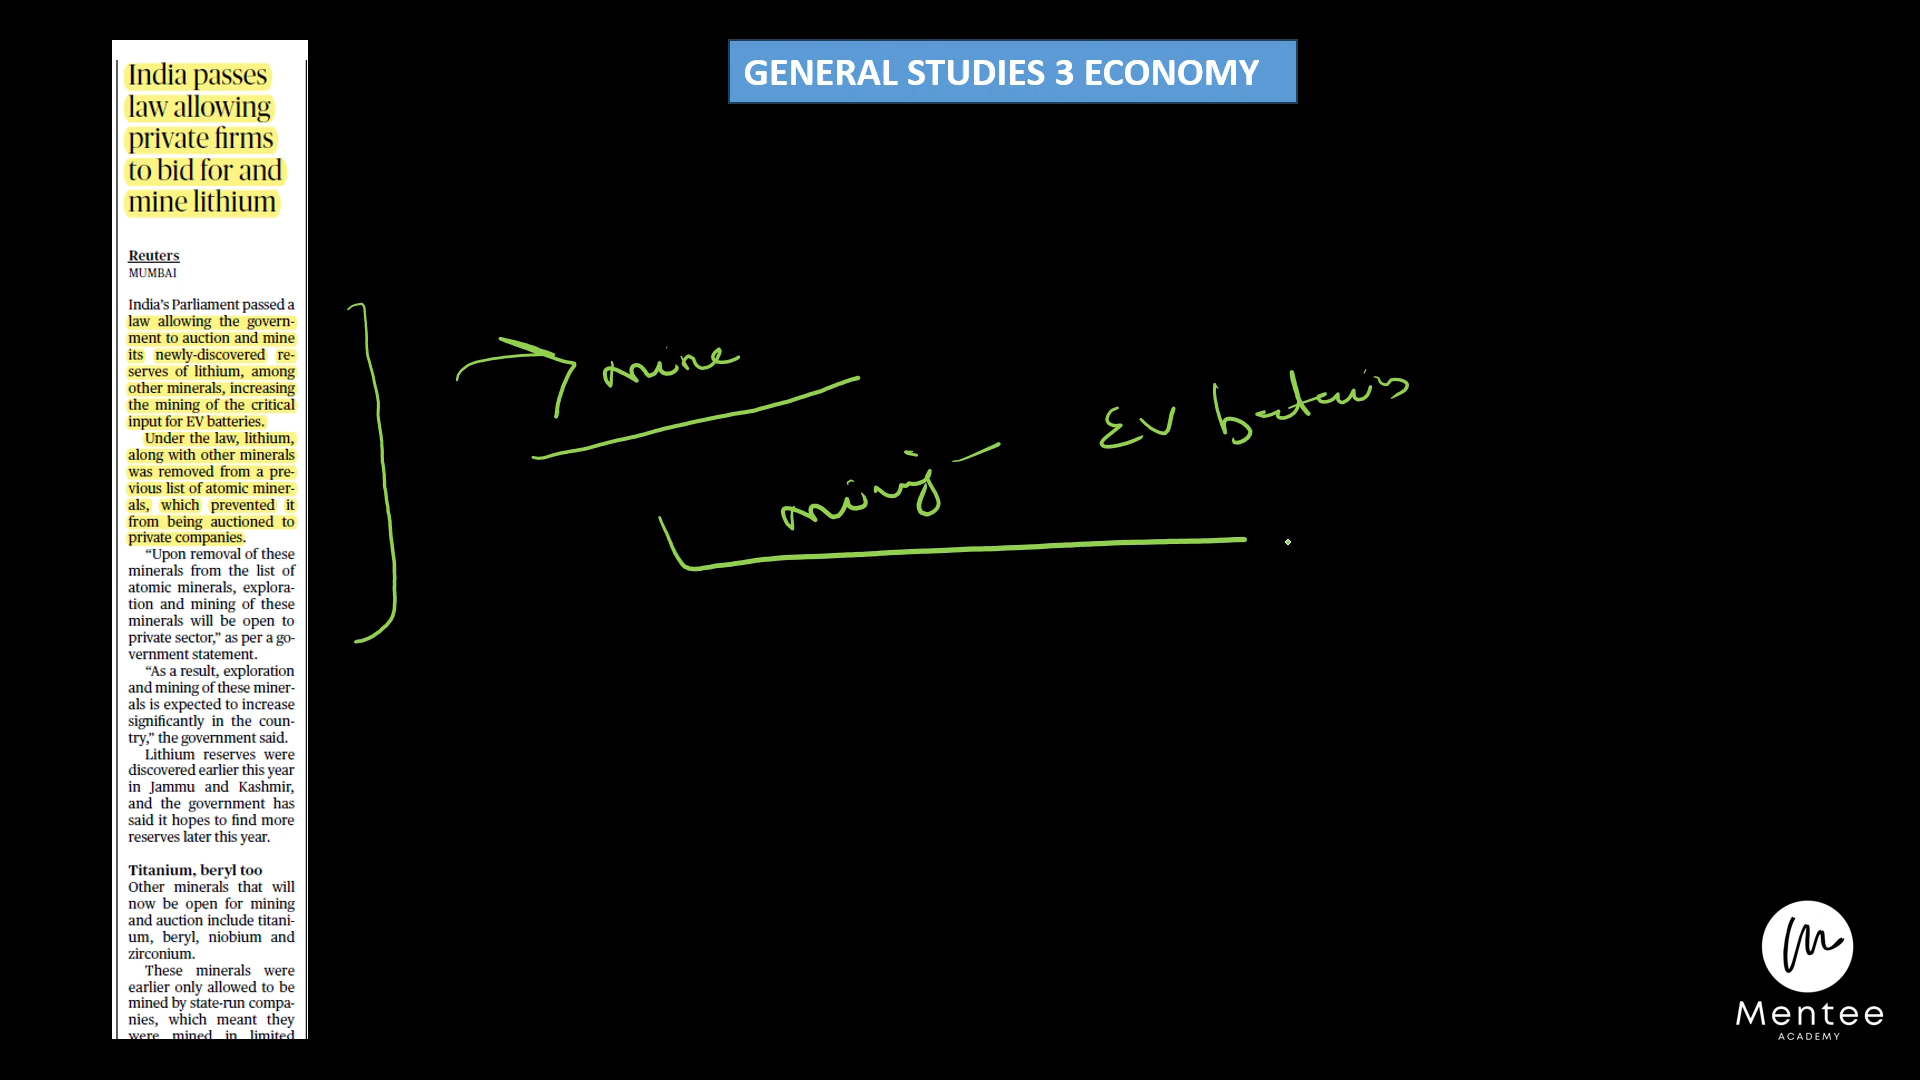 GENERAL STUDIES 3 ECONOMY
India passes
law allowing
private firms
to bid for and
mine lithium
Reuters
MUMBAI
India's Parliament passed a
law allowing the govern-
ment to auction and mine
its newly-discovered re-
serves of lithium, among
other minerals, increasing
the mining of the critical
input for EV batteries.
Under the law, lithium,
along with other minerals
was removed from a pre-
vious list of atomic miner-
als, which prevented it
from being auctioned to
private companies.
“Upon removal of these
minerals from the list of
atomic minerals, explora-
tion and mining of these
minerals will be open to
private sector,” as per a go-
vernment statement.
“As a result, exploration
and mining of these miner-
als is expected to increase
significantly in the coun-
try,” the government said.
Lithium reserves were
discovered earlier this year
in Jammu and Kashmir,
and the government has
said it hopes to find more
reserves later this year.
Titanium, beryl too
Other minerals that will
now be open for mining
and auction include titani-
um, beryl, niobium and
zirconium.
These minerals were
earlier only allowed to be
mined by state-run compa-
nies, which meant they
were mined in limited
mine
mining - EV batteries
Mentee
ACADEMY